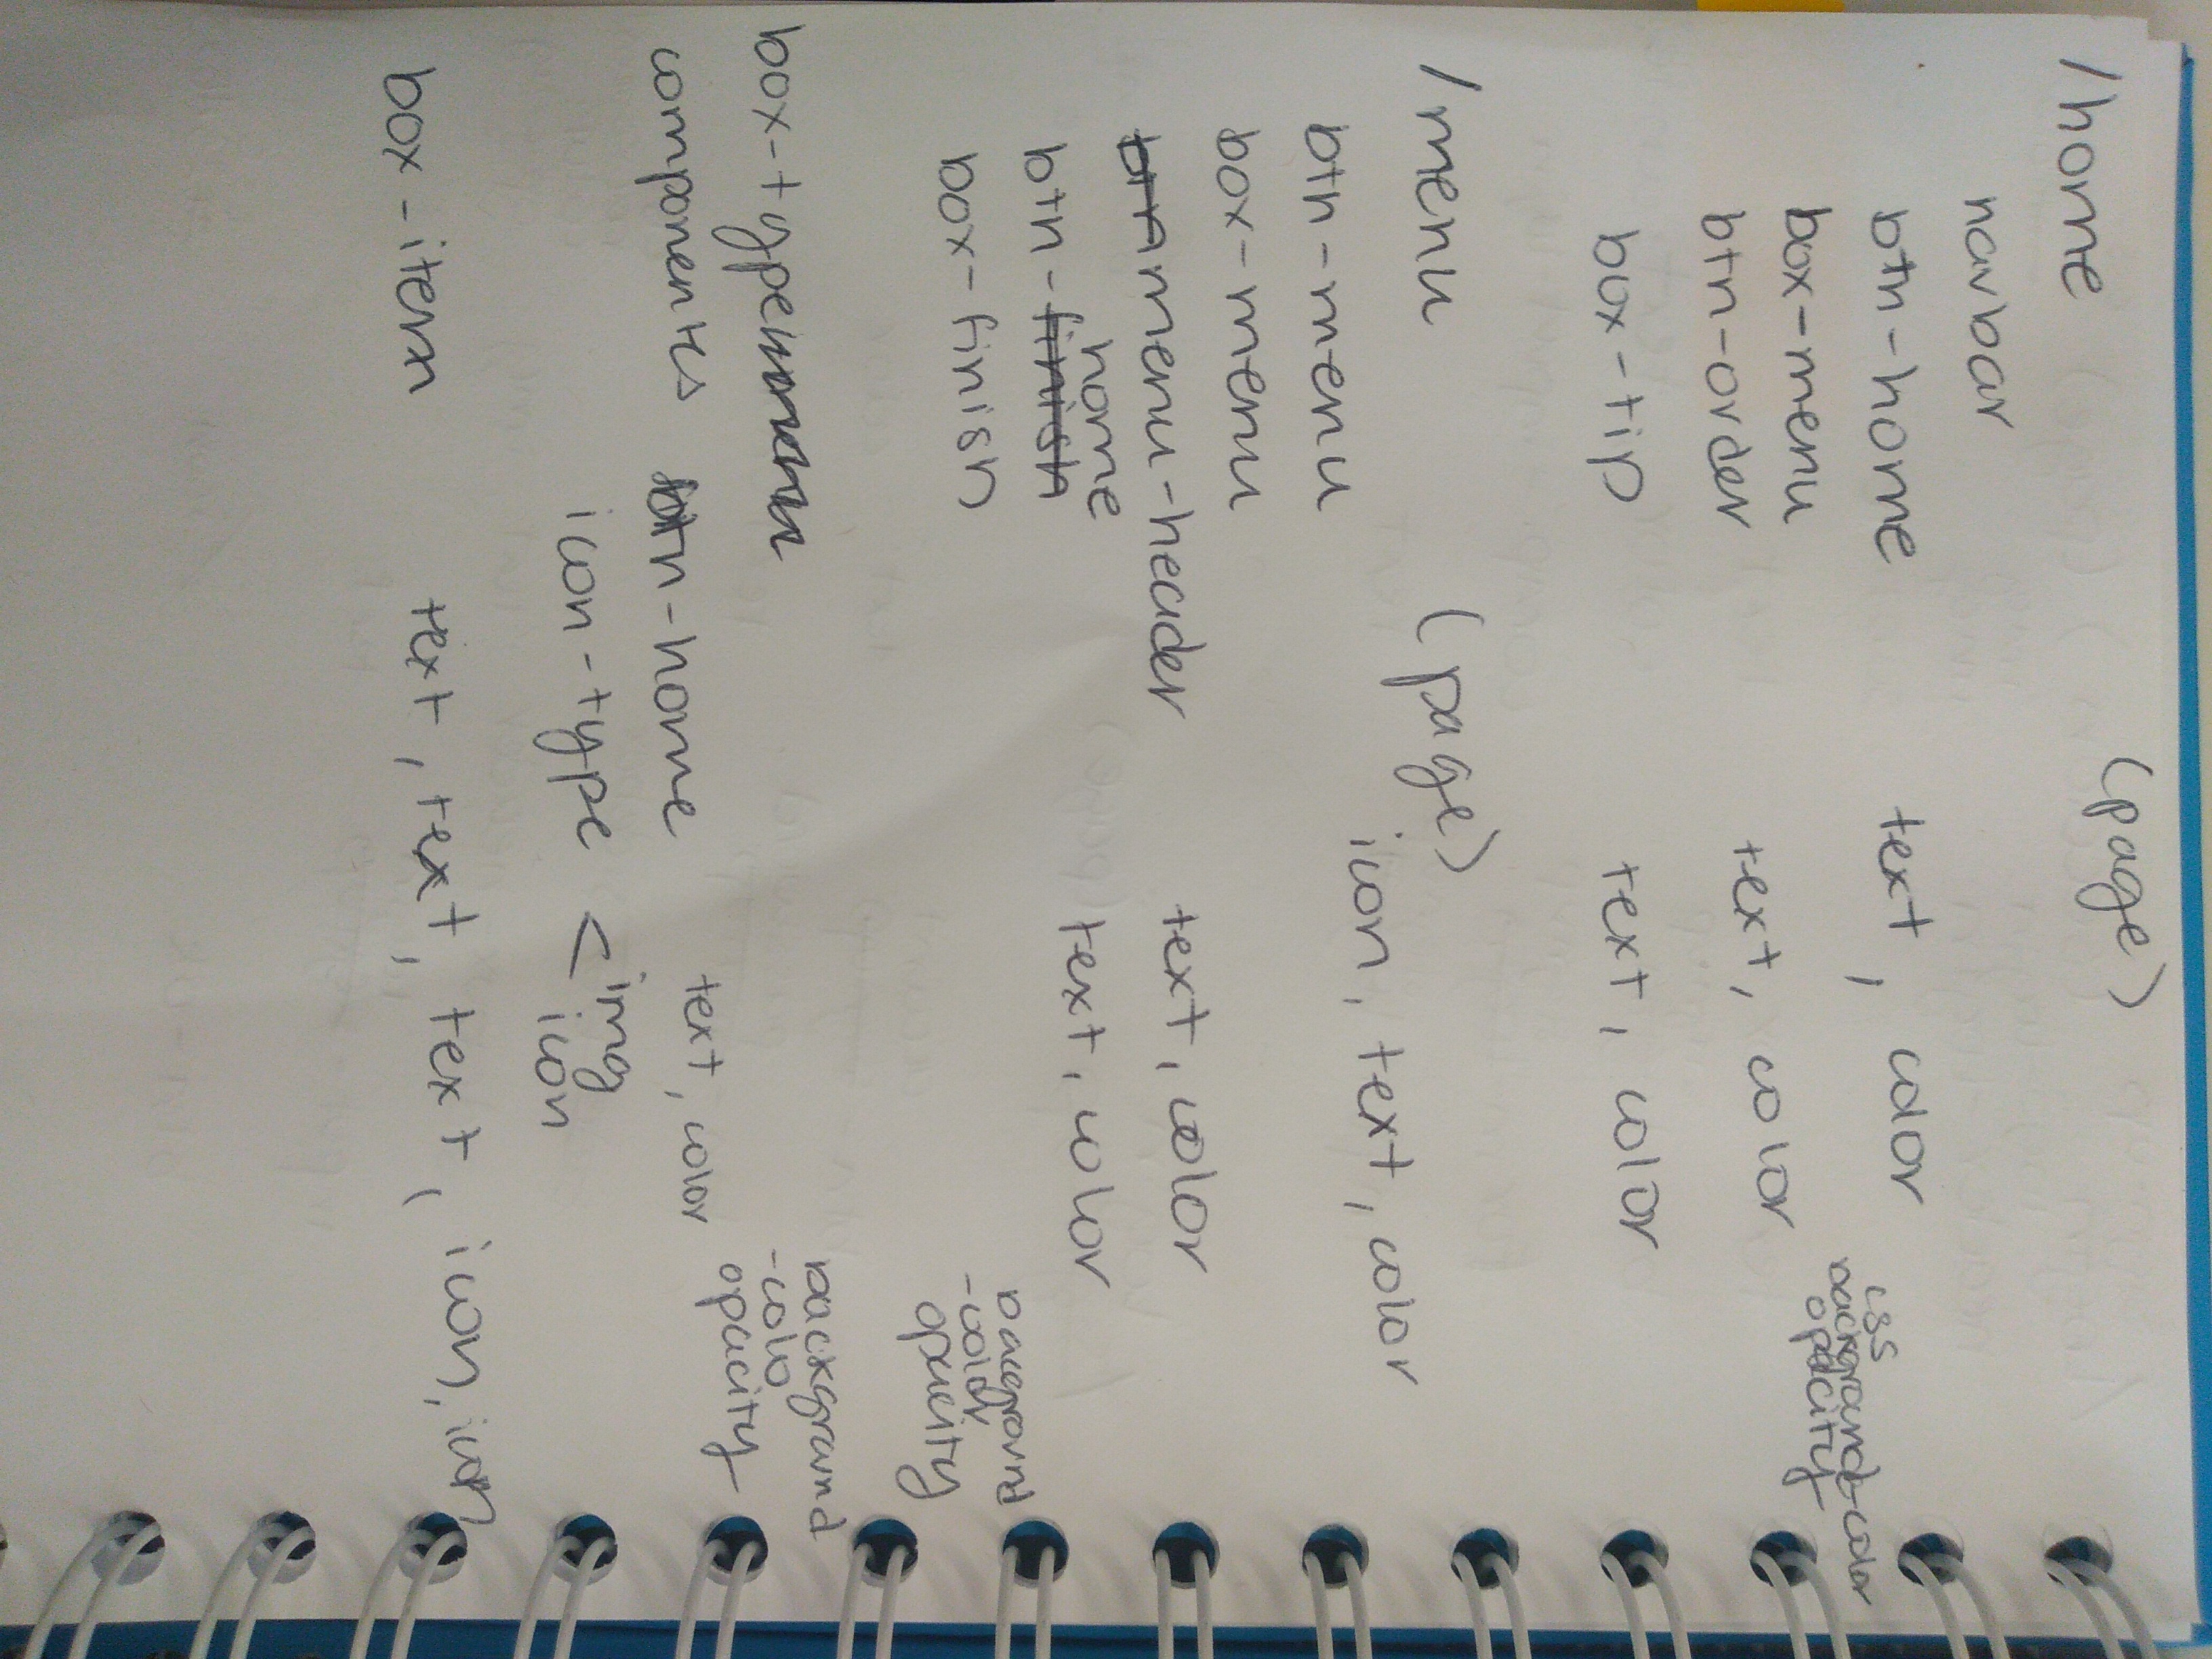 /home (page)
navbar
btn-home text, color
css
background-color
opacity
box-menu
btn-order text, color
box-tip text, color
/menu (page)
btn-menu icon, text, color
box-menu
btn menu-header text, color
home
btn-finish text, color
box-finish
bacground
-color
opacity
box-type
background
-colo
opacity
componentes btn-home text, color
icon-type < img
icon
box-item text, text, text, icon, icon